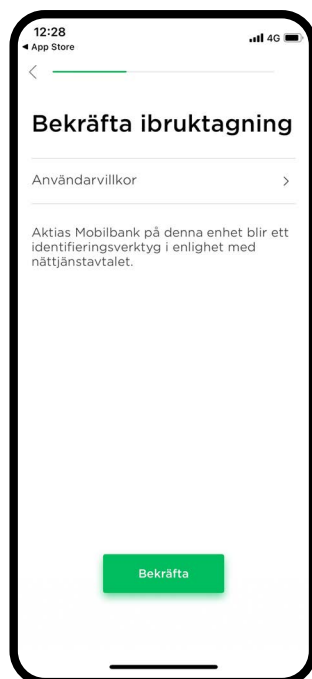 12:28
4G
◀ App Store
Bekräfta ibruktagning
Användarvillkor
Aktias Mobilbank på denna enhet blir ett
identifieringsverktyg i enlighet med
nättjänstavtalet.
Bekräfta